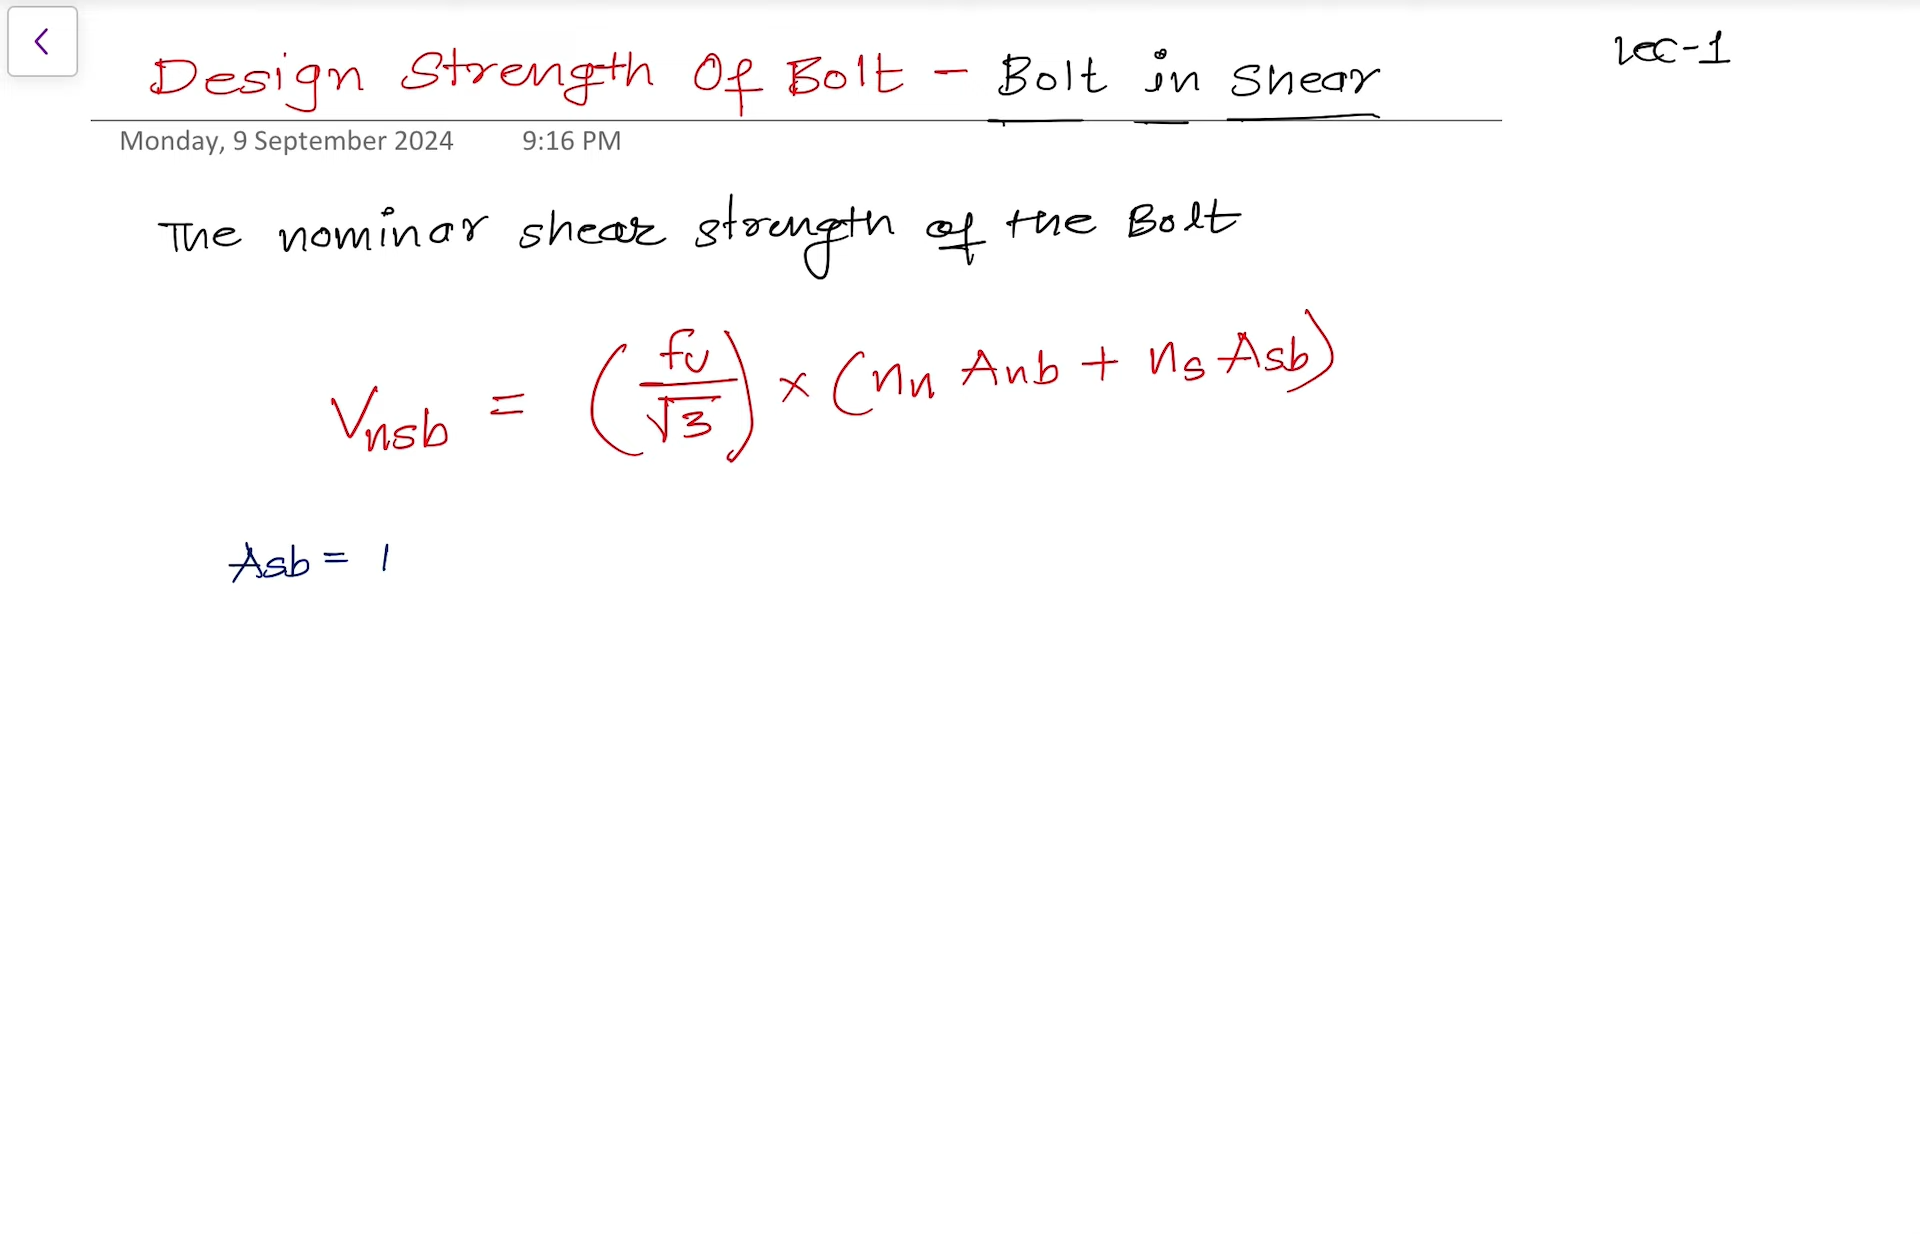 Design Strength Of Bolt - Bolt in Shear
Lec-1
Monday, 9 September 2024 9:16 PM
The nominar shear strength of the Bolt
Vnsb = (fu/√3) × (nn Anb + ns Asb)
Asb = 1